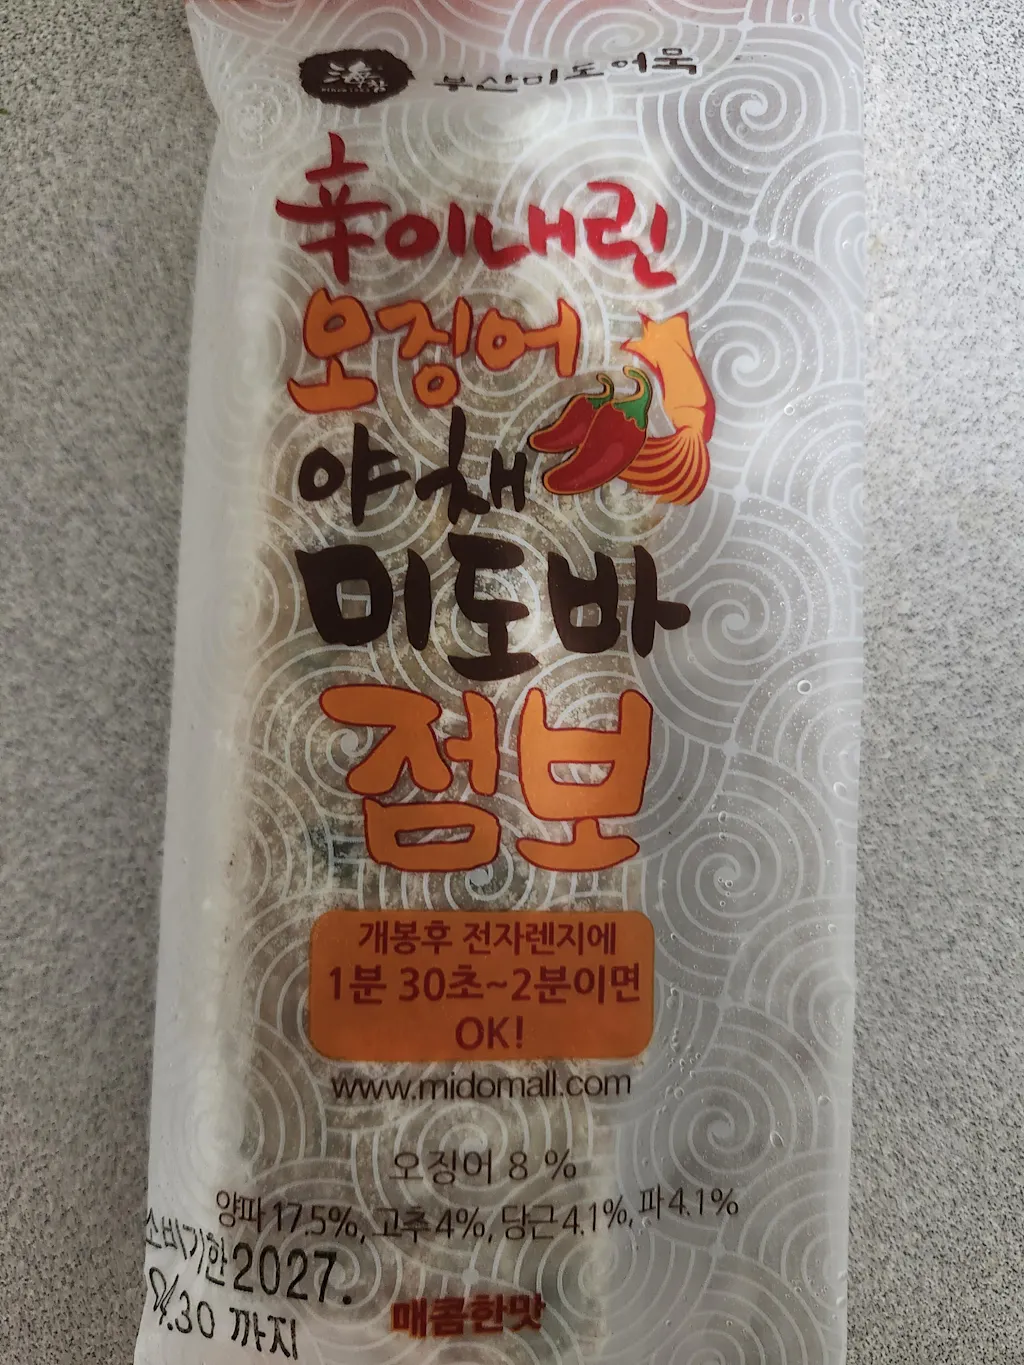 부산미도어묵
辛이내린
오징어
야채
미도바
점보
개봉후 전자렌지에
1분 30초~2분이면
OK!
www.midomall.com
오징어 8 %
양파 17.5%, 고추 4%, 당근 4.1%, 파 4.1%
소비기한 2027.
04.30 까지
매콤한맛